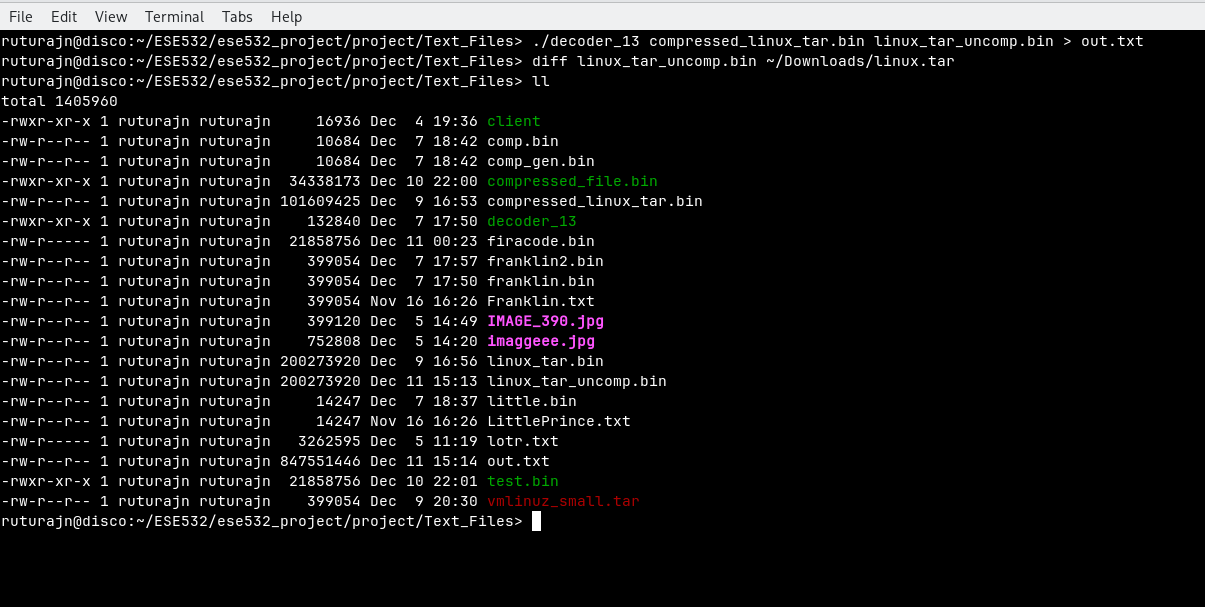 File Edit View Terminal Tabs Help
ruturajn@disco:~/ESE532/ese532_project/project/Text_Files> ./decoder_13 compressed_linux_tar.bin linux_tar_uncomp.bin > out.txt
ruturajn@disco:~/ESE532/ese532_project/project/Text_Files> diff linux_tar_uncomp.bin ~/Downloads/linux.tar
ruturajn@disco:~/ESE532/ese532_project/project/Text_Files> ll
total 1405960
-rwxr-xr-x 1 ruturajn ruturajn     16936 Dec  4 19:36 client
-rw-r--r-- 1 ruturajn ruturajn     10684 Dec  7 18:42 comp.bin
-rw-r--r-- 1 ruturajn ruturajn     10684 Dec  7 18:42 comp_gen.bin
-rwxr-xr-x 1 ruturajn ruturajn  34338173 Dec 10 22:00 compressed_file.bin
-rw-r--r-- 1 ruturajn ruturajn 101609425 Dec  9 16:53 compressed_linux_tar.bin
-rwxr-xr-x 1 ruturajn ruturajn    132840 Dec  7 17:50 decoder_13
-rw-r----- 1 ruturajn ruturajn  21858756 Dec 11 00:23 firacode.bin
-rw-r--r-- 1 ruturajn ruturajn    399054 Dec  7 17:57 franklin2.bin
-rw-r--r-- 1 ruturajn ruturajn    399054 Dec  7 17:50 franklin.bin
-rw-r--r-- 1 ruturajn ruturajn    399054 Nov 16 16:26 Franklin.txt
-rw-r--r-- 1 ruturajn ruturajn    399120 Dec  5 14:49 IMAGE_390.jpg
-rw-r--r-- 1 ruturajn ruturajn    752808 Dec  5 14:20 imaggeee.jpg
-rw-r--r-- 1 ruturajn ruturajn 200273920 Dec  9 16:56 linux_tar.bin
-rw-r--r-- 1 ruturajn ruturajn 200273920 Dec 11 15:13 linux_tar_uncomp.bin
-rw-r--r-- 1 ruturajn ruturajn     14247 Dec  7 18:37 little.bin
-rw-r--r-- 1 ruturajn ruturajn     14247 Nov 16 16:26 LittlePrince.txt
-rw-r----- 1 ruturajn ruturajn   3262595 Dec  5 11:19 lotr.txt
-rw-r--r-- 1 ruturajn ruturajn 847551446 Dec 11 15:14 out.txt
-rwxr-xr-x 1 ruturajn ruturajn  21858756 Dec 10 22:01 test.bin
-rw-r--r-- 1 ruturajn ruturajn    399054 Dec  9 20:30 vmlinuz_small.tar
ruturajn@disco:~/ESE532/ese532_project/project/Text_Files>